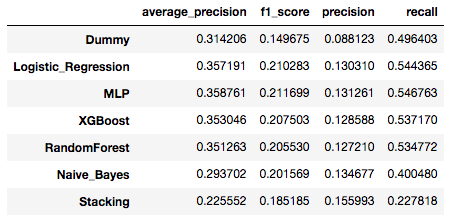 average_precision f1_score precision recall
Dummy 0.314206 0.149675 0.088123 0.496403
Logistic_Regression 0.357191 0.210283 0.130310 0.544365
MLP 0.358761 0.211699 0.131261 0.546763
XGBoost 0.353046 0.207503 0.128588 0.537170
RandomForest 0.351263 0.205530 0.127210 0.534772
Naive_Bayes 0.293702 0.201569 0.134677 0.400480
Stacking 0.225552 0.185185 0.155993 0.227818